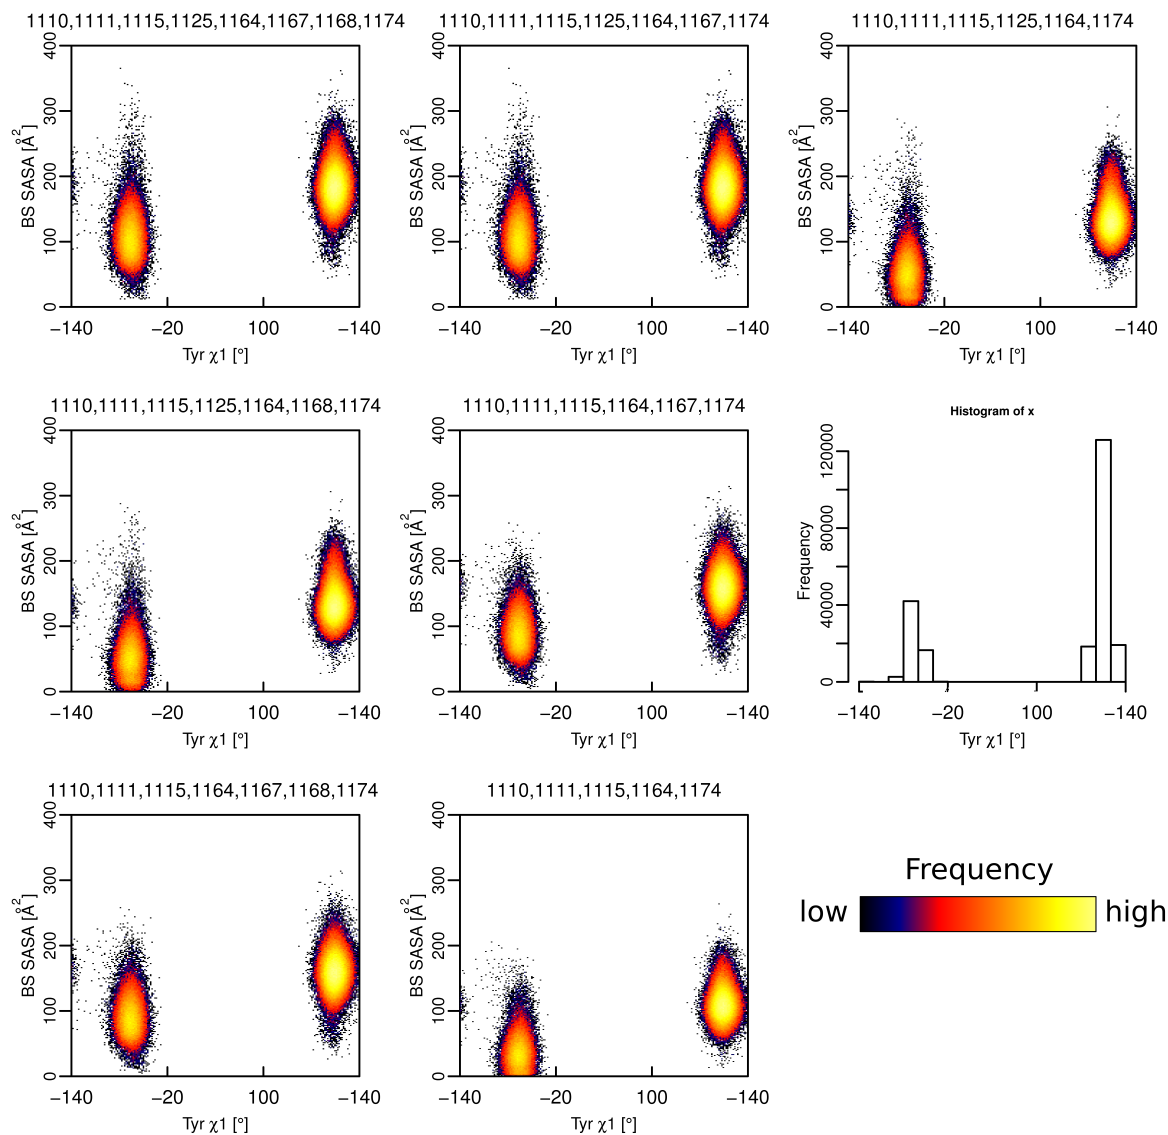 1110,1111,1115,1125,1164,1167,1168,1174
1110,1111,1115,1125,1164,1167,1174
1110,1111,1115,1125,1164,1174
BS SASA [Å²]
0 100 200 300 400
−140 −20 100 −140
Tyr χ1 [°]
BS SASA [Å²]
0 100 200 300 400
−140 −20 100 −140
Tyr χ1 [°]
BS SASA [Å²]
0 100 200 300 400
−140 −20 100 −140
Tyr χ1 [°]
1110,1111,1115,1125,1164,1168,1174
1110,1111,1115,1164,1167,1174
Histogram of x
BS SASA [Å²]
0 100 200 300 400
−140 −20 100 −140
Tyr χ1 [°]
BS SASA [Å²]
0 100 200 300 400
−140 −20 100 −140
Tyr χ1 [°]
Frequency
0 40000 80000 120000
−140 −20 100 −140
Tyr χ1 [°]
1110,1111,1115,1164,1167,1168,1174
1110,1111,1115,1164,1174
BS SASA [Å²]
0 100 200 300 400
−140 −20 100 −140
Tyr χ1 [°]
BS SASA [Å²]
0 100 200 300 400
−140 −20 100 −140
Tyr χ1 [°]
Frequency
low high